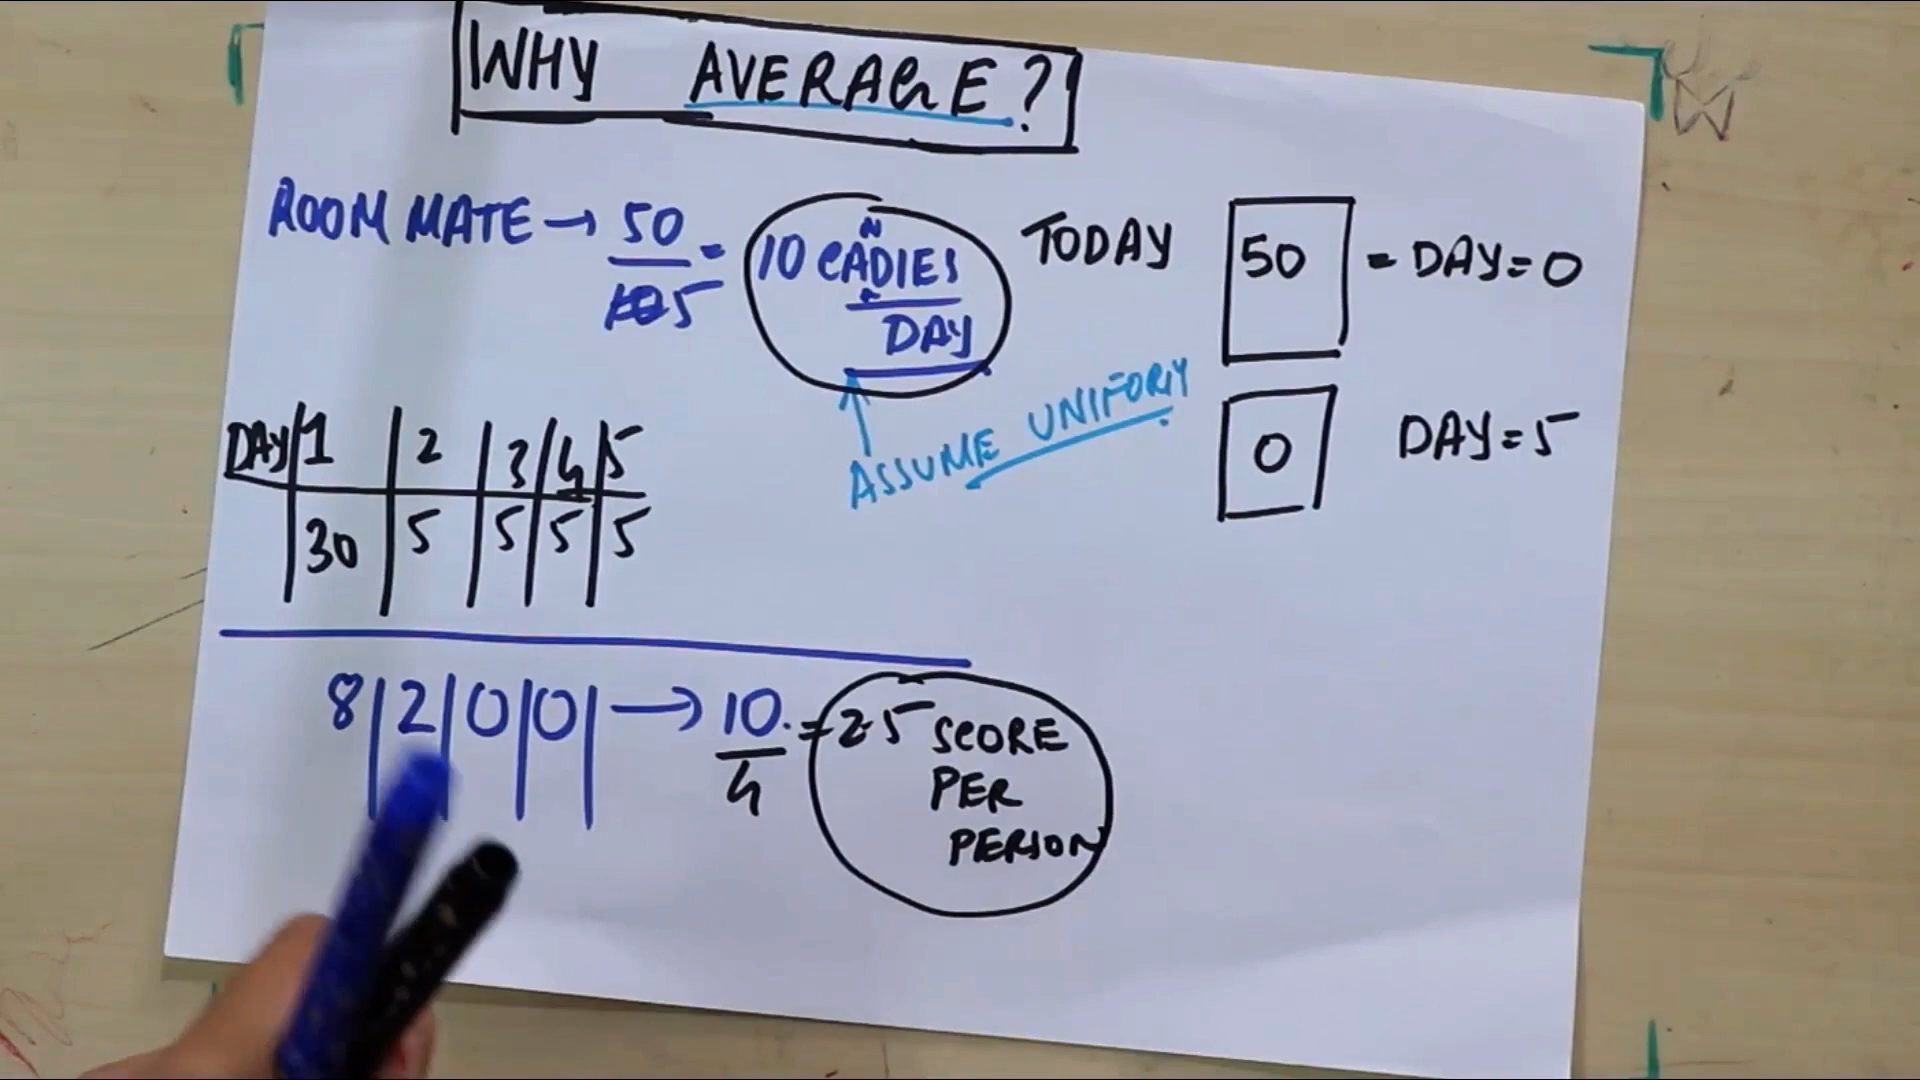 WHY AVERAGE?
ROOM MATE → 50 / 5 = 10 CADIES / DAY
N
TODAY 50 = DAY = 0
ASSUME UNIFORM
0 DAY = 5
DAY 1 2 3 4 5
30 5 5 5 5
8 2 0 0 → 10 / 4 = 2.5 SCORE
PER
PERSON